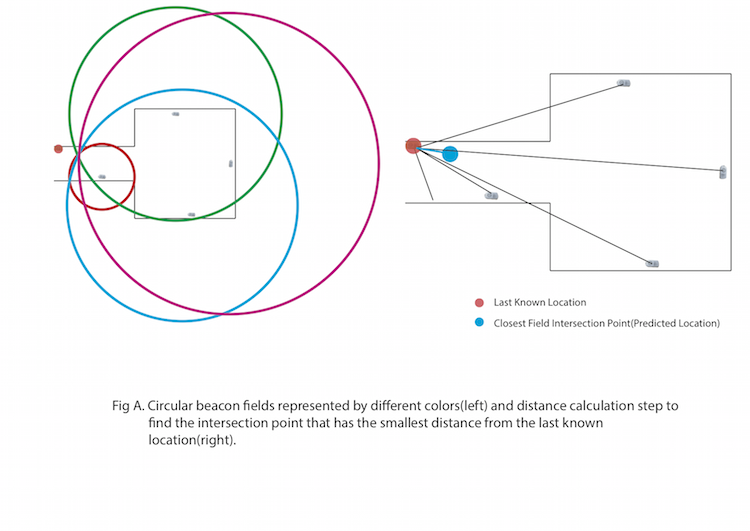 Last Known Location
Closest Field Intersection Point(Predicted Location)
Fig A. Circular beacon fields represented by different colors(left) and distance calculation step to
find the intersection point that has the smallest distance from the last known
location(right).